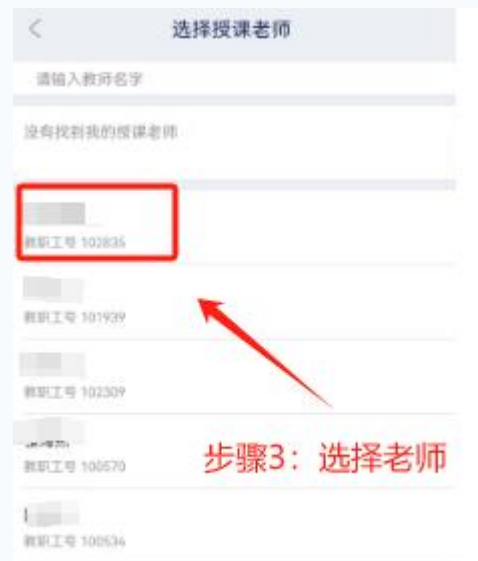 选择授课老师
请输入教师名字
没有找到我的授课老师
教职工号 102835
教职工号 101939
教职工号 102309
教职工号 100570
步骤3：选择老师
教职工号 100534